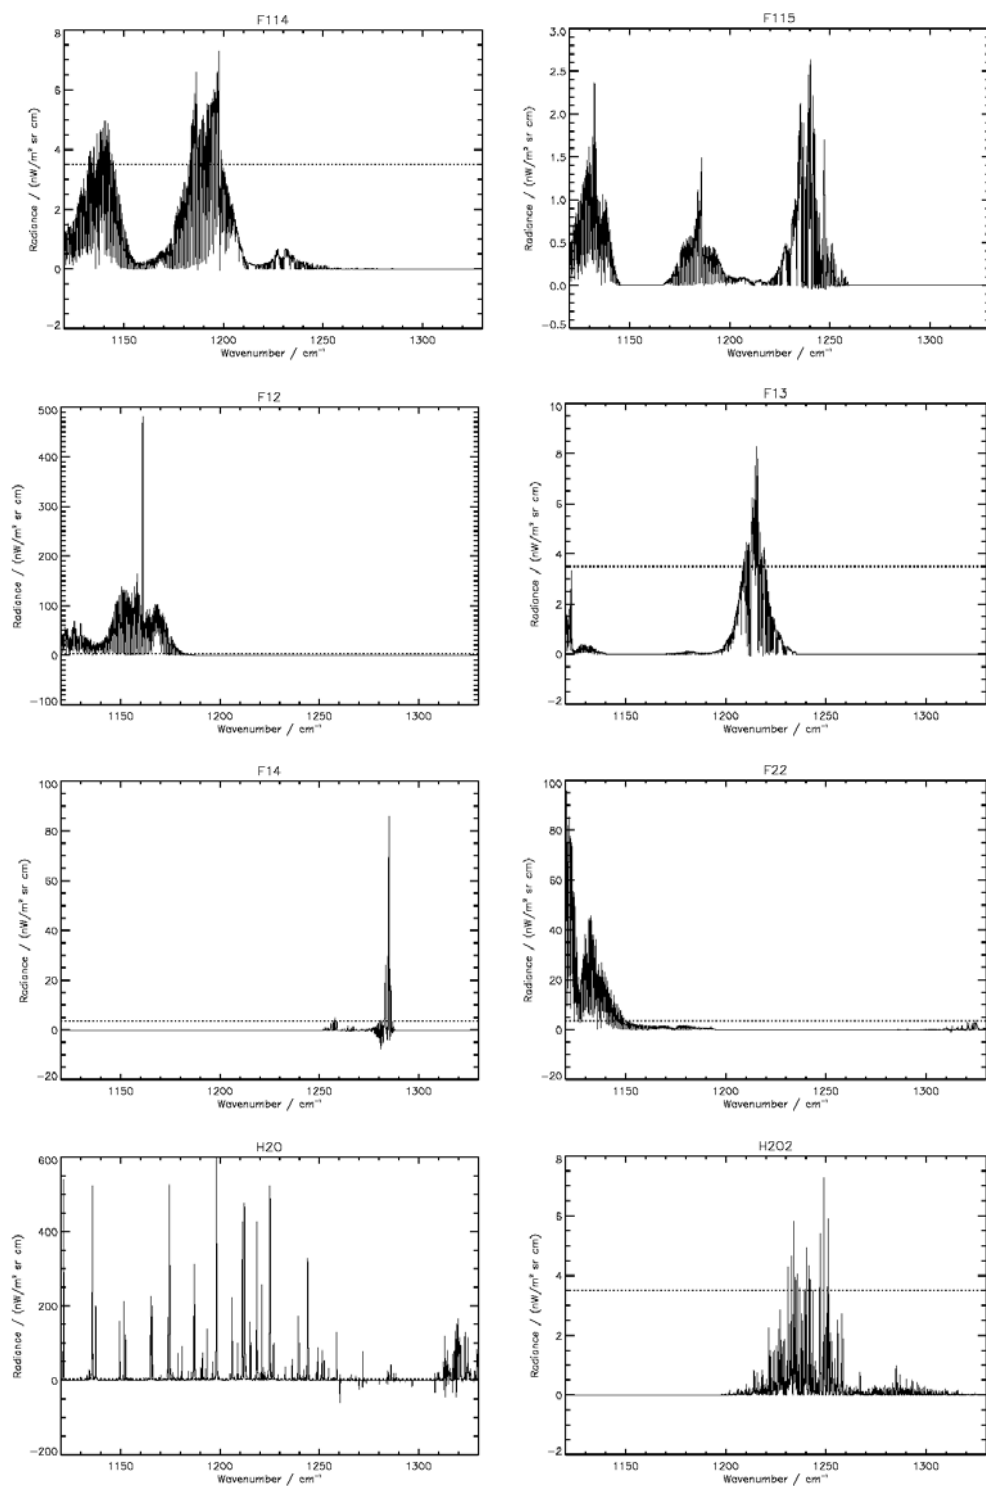 F114
8
6
4
2
0
−2
Radiance / (nW/m² sr cm)
1150 1200 1250 1300
Wavenumber / cm⁻¹
F115
3.0
2.5
2.0
1.5
1.0
0.5
0.0
−0.5
Radiance / (nW/m² sr cm)
1150 1200 1250 1300
Wavenumber / cm⁻¹
F12
500
400
300
200
100
0
−100
Radiance / (nW/m² sr cm)
1150 1200 1250 1300
Wavenumber / cm⁻¹
F13
10
8
6
4
2
0
−2
Radiance / (nW/m² sr cm)
1150 1200 1250 1300
Wavenumber / cm⁻¹
F14
100
80
60
40
20
0
−20
Radiance / (nW/m² sr cm)
1150 1200 1250 1300
Wavenumber / cm⁻¹
F22
100
80
60
40
20
0
−20
Radiance / (nW/m² sr cm)
1150 1200 1250 1300
Wavenumber / cm⁻¹
H2O
600
400
200
0
−200
Radiance / (nW/m² sr cm)
1150 1200 1250 1300
Wavenumber / cm⁻¹
H2O2
8
6
4
2
0
−2
Radiance / (nW/m² sr cm)
1150 1200 1250 1300
Wavenumber / cm⁻¹